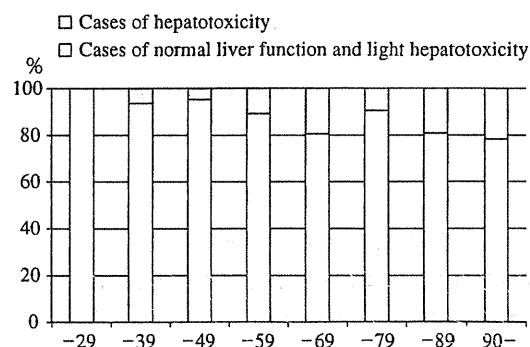 Cases of hepatotoxicity
Cases of normal liver function and light hepatotoxicity
%
100
80
60
40
20
0
−29 −39 −49 −59 −69 −79 −89 90−